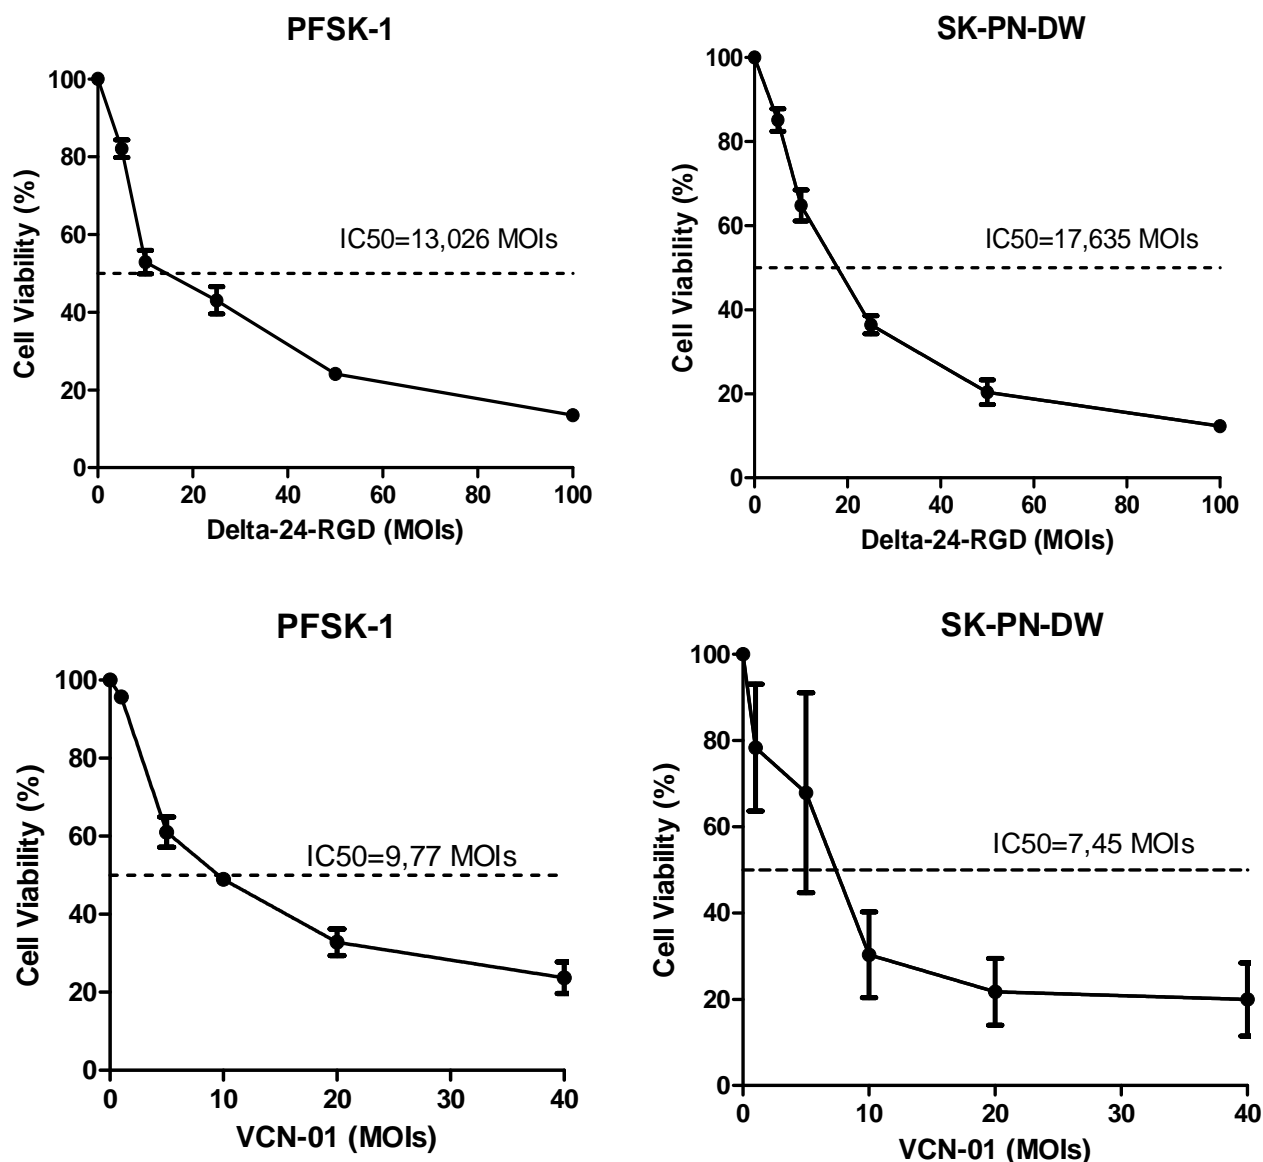 PFSK-1
Cell Viability (%)
100
80
60
40
20
0
IC50=13,026 MOIs
0 20 40 60 80 100
Delta-24-RGD (MOIs)
SK-PN-DW
Cell Viability (%)
100
80
60
40
20
0
IC50=17,635 MOIs
0 20 40 60 80 100
Delta-24-RGD (MOIs)
PFSK-1
Cell Viability (%)
100
80
60
40
20
0
IC50=9,77 MOIs
0 10 20 30 40
VCN-01 (MOIs)
SK-PN-DW
Cell Viability (%)
100
80
60
40
20
0
IC50=7,45 MOIs
0 10 20 30 40
VCN-01 (MOIs)